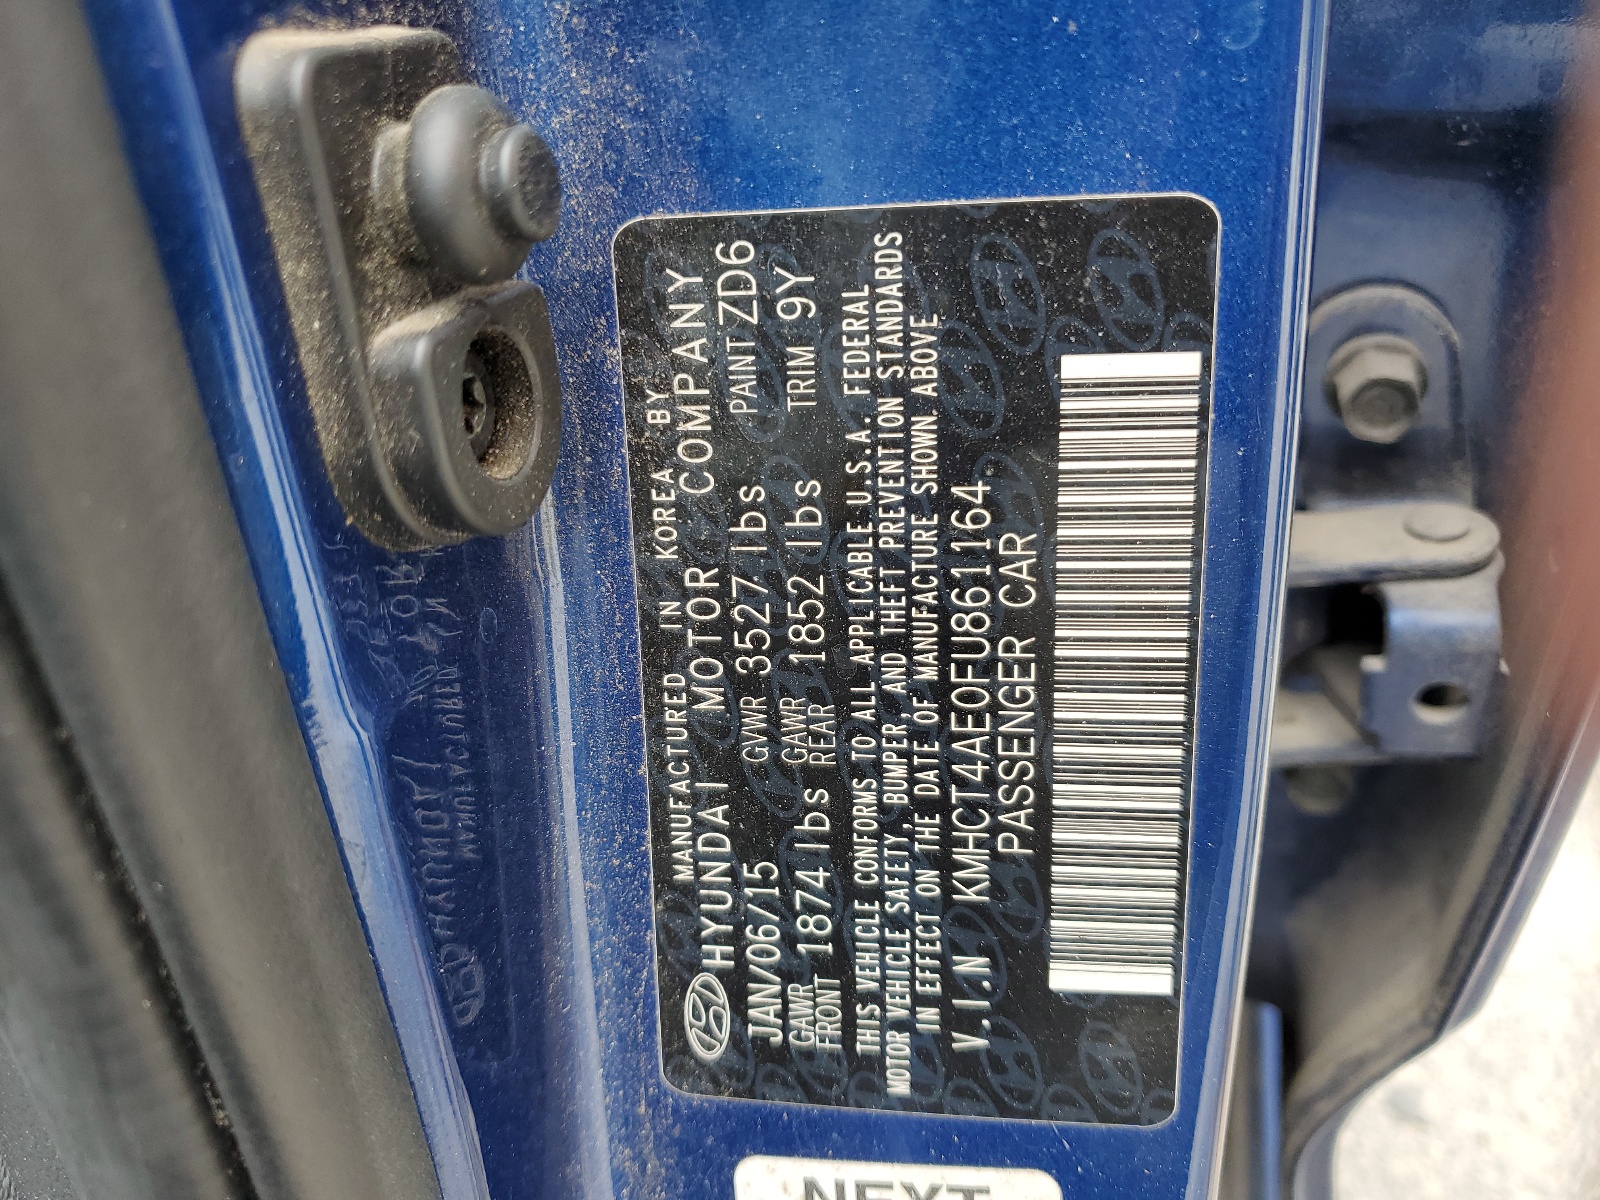 MANUFACTURED IN KOREA BY
HYUNDAI MOTOR COMPANY
JAN/06/15 GVWR 3527 lbs PAINT ZD6
GAWR FRONT 1874 lbs GAWR REAR 1852 lbs TRIM 9Y
THIS VEHICLE CONFORMS TO ALL APPLICABLE U.S.A. FEDERAL
MOTOR VEHICLE SAFETY, BUMPER, AND THEFT PREVENTION STANDARDS
IN EFFECT ON THE DATE OF MANUFACTURE SHOWN. ABOVE
V.I.N KMHCT4AE0FU861164
PASSENGER CAR
NEXT